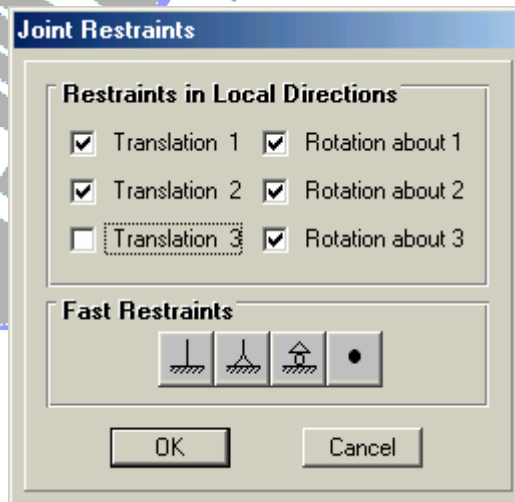 Joint Restraints
Restraints in Local Directions
Translation 1 Rotation about 1
Translation 2 Rotation about 2
Translation 3 Rotation about 3
Fast Restraints
OK Cancel